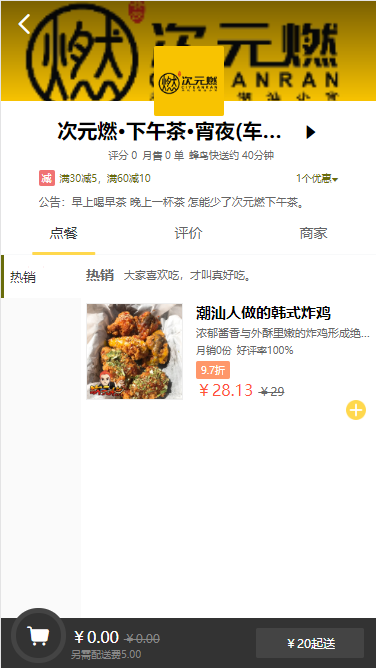 次元燃
次元燃
CIYUANRAN
次元燃•下午茶•宵夜(车...
评分 0 月售 0 单 蜂鸟快送约 40分钟
减 满30减5，满60减10
1个优惠
公告：早上喝早茶 晚上一杯茶 怎能少了次元燃下午茶。
点餐 评价 商家
热销
热销 大家喜欢吃，才叫真好吃。
潮汕人做的韩式炸鸡
浓郁酱香与外酥里嫩的炸鸡形成绝...
月销0份 好评率100%
9.7折
￥28.13 ￥29
￥0.00 ￥0.00
另需配送费5.00
￥20起送